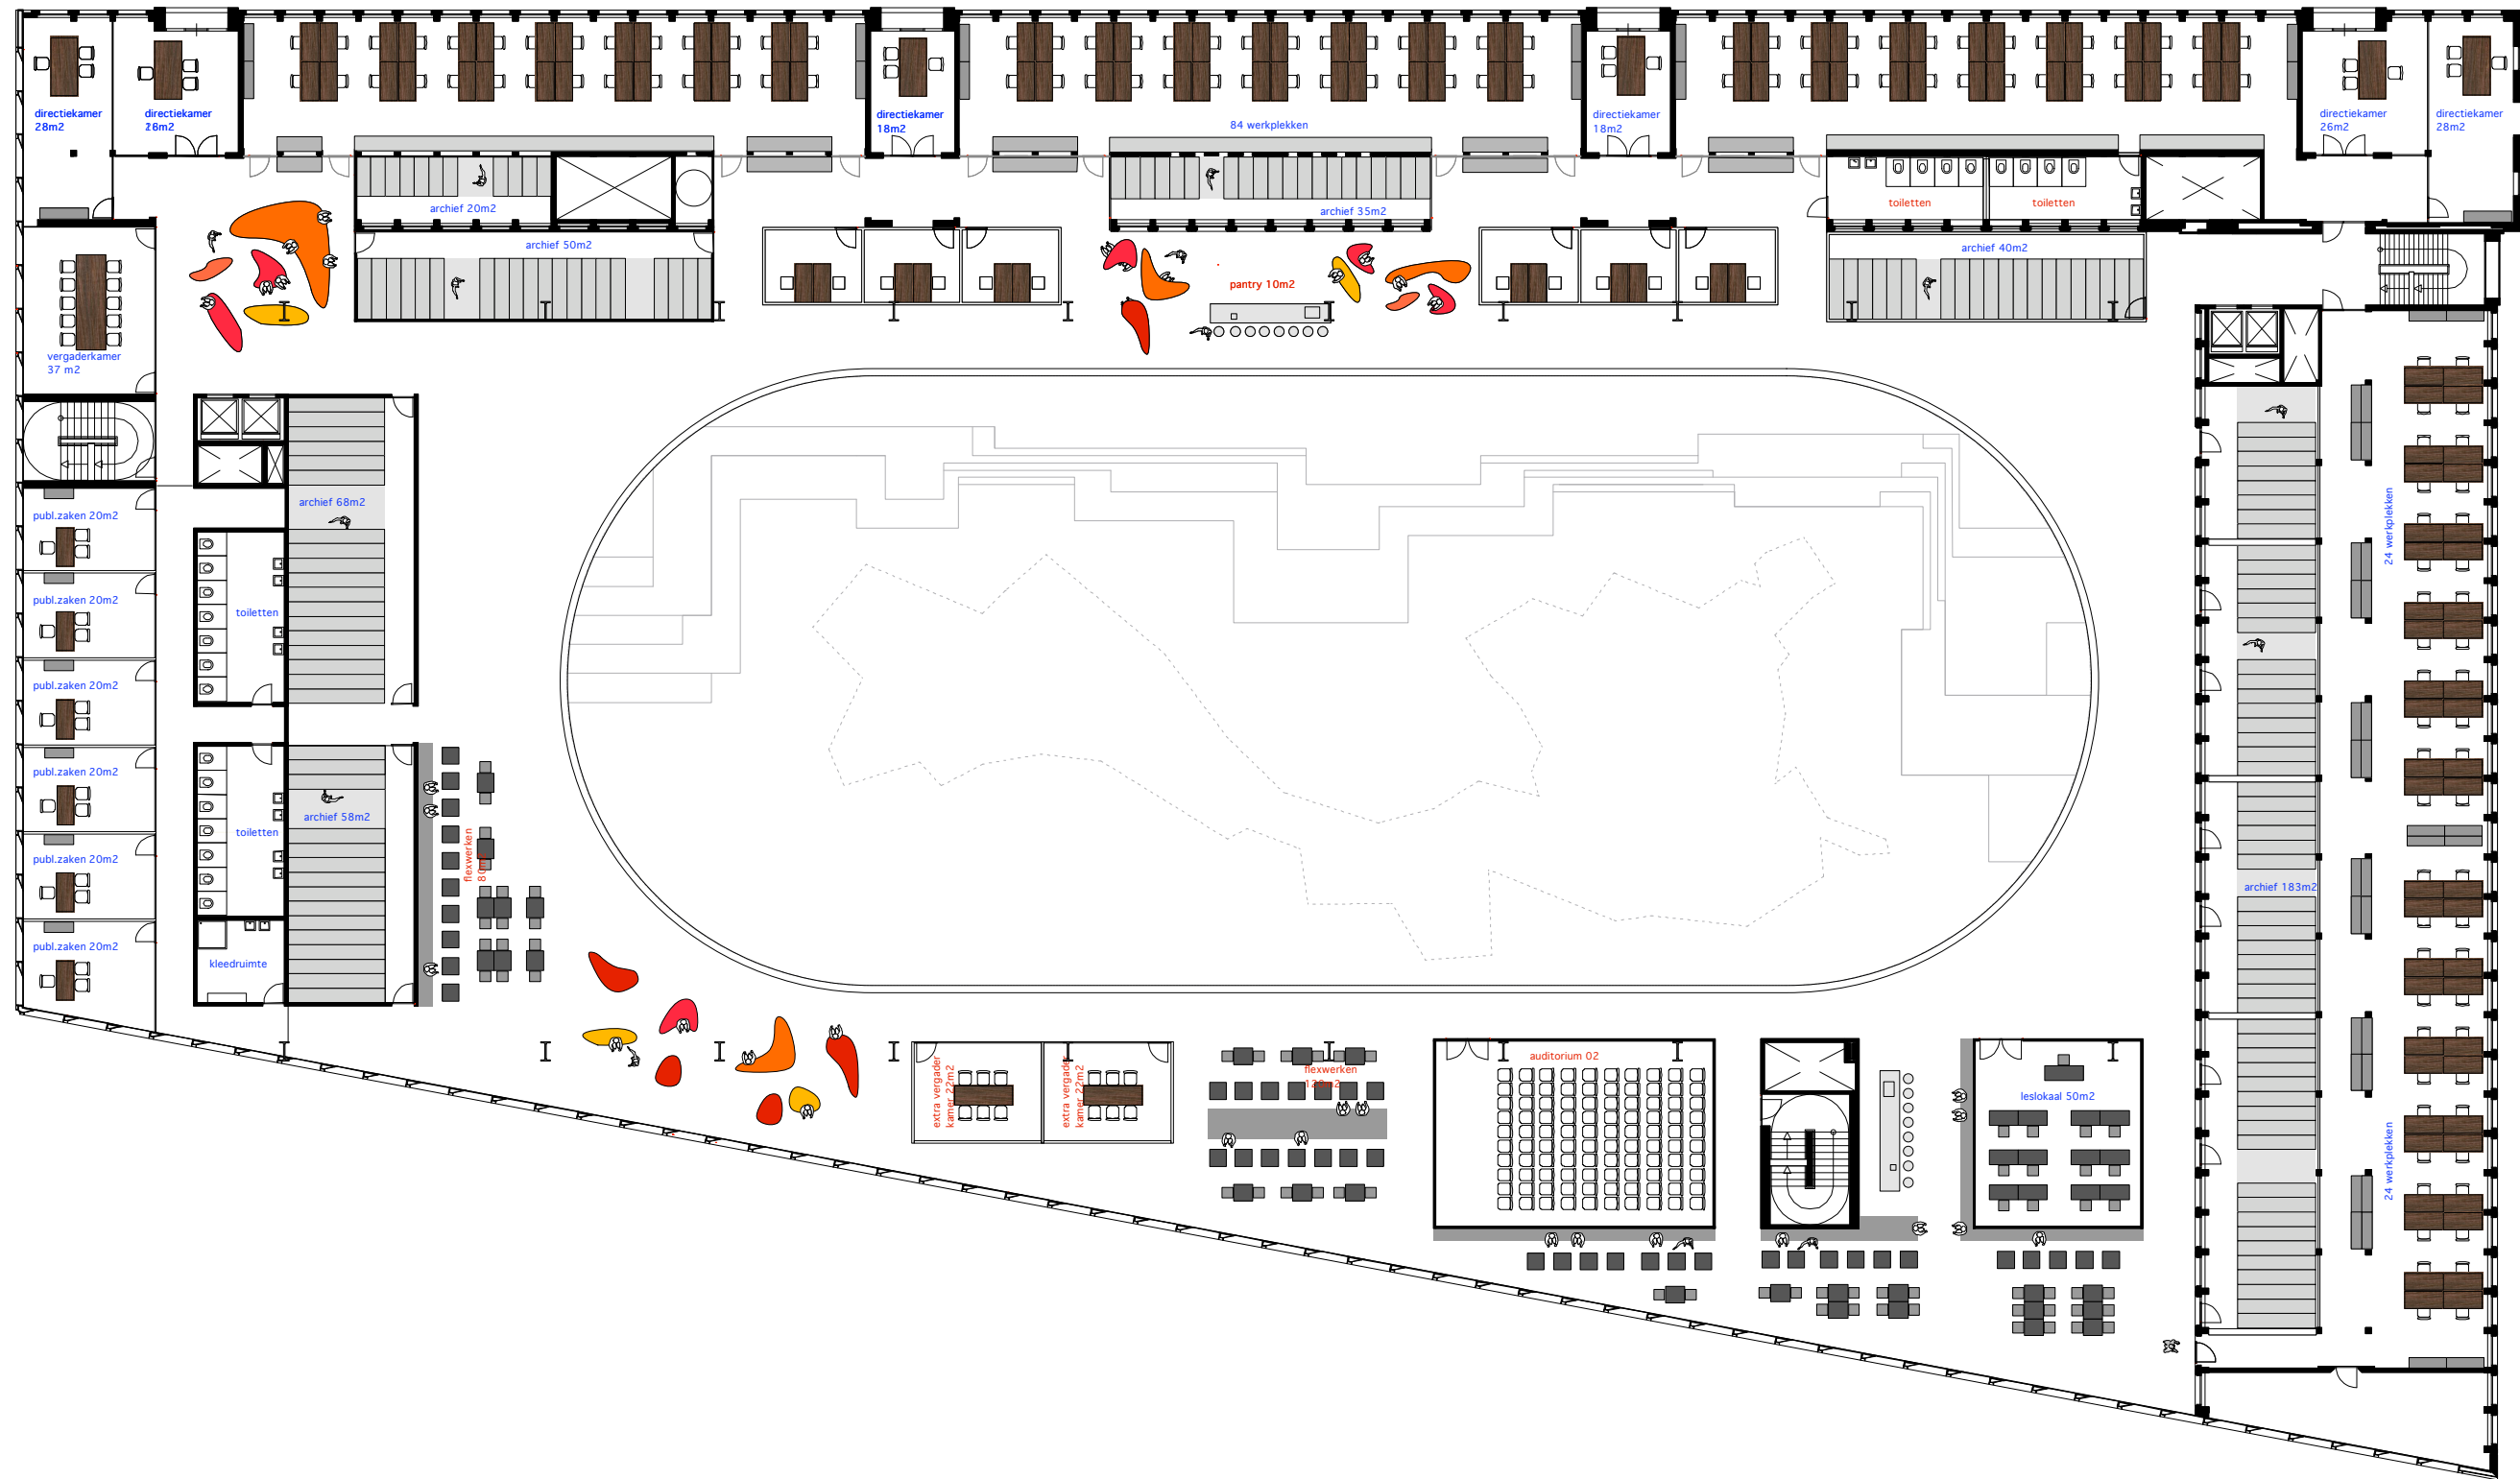 directiekamer
28m2
directiekamer
26m2
directiekamer
18m2
84 werkplekken
directiekamer
18m2
directiekamer
26m2
directiekamer
28m2
archief 20m2
archief 35m2
toiletten
toiletten
archief 50m2
archief 40m2
pantry 10m2
vergaderkamer
37 m2
archief 68m2
publ.zaken 20m2
publ.zaken 20m2
toiletten
publ.zaken 20m2
publ.zaken 20m2
archief 58m2
toiletten
flexwerken
publ.zaken 20m2
publ.zaken 20m2
kleedruimte
24 werkplekken
archief 183m2
24 werkplekken
extra vergader
kamer 22m2
extra vergader
kamer 22m2
flexwerken
auditorium 02
leslokaal 50m2